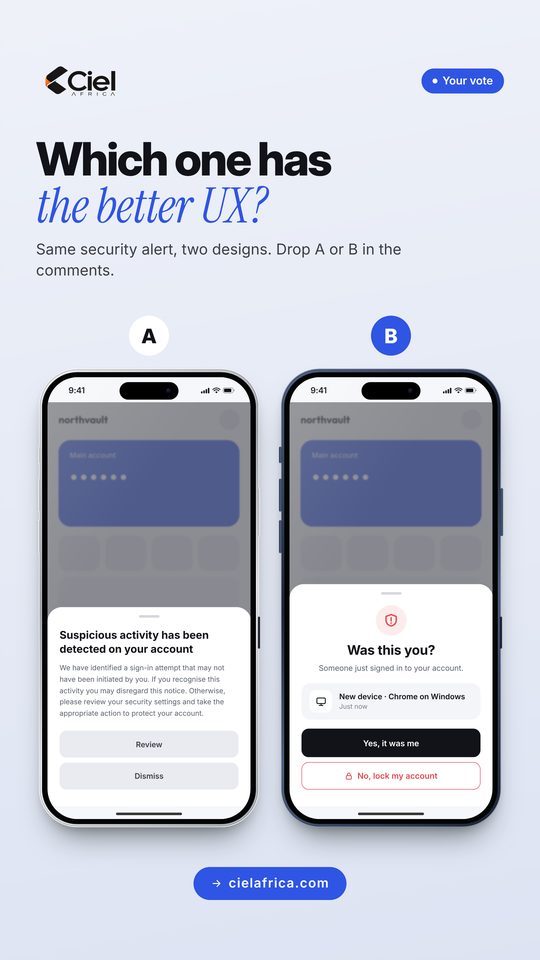 Ciel
AFRICA
Your vote
Which one has
the better UX?
Same security alert, two designs. Drop A or B in the
comments.
A
B
9:41
northvault
Main account
Suspicious activity has been
detected on your account
We have identified a sign-in attempt that may not
have been initiated by you. If you recognise this
activity you may disregard this notice. Otherwise,
please review your security settings and take the
appropriate action to protect your account.
Review
Dismiss
9:41
northvault
Main account
Was this you?
Someone just signed in to your account.
New device · Chrome on Windows
Just now
Yes, it was me
No, lock my account
→ cielafrica.com